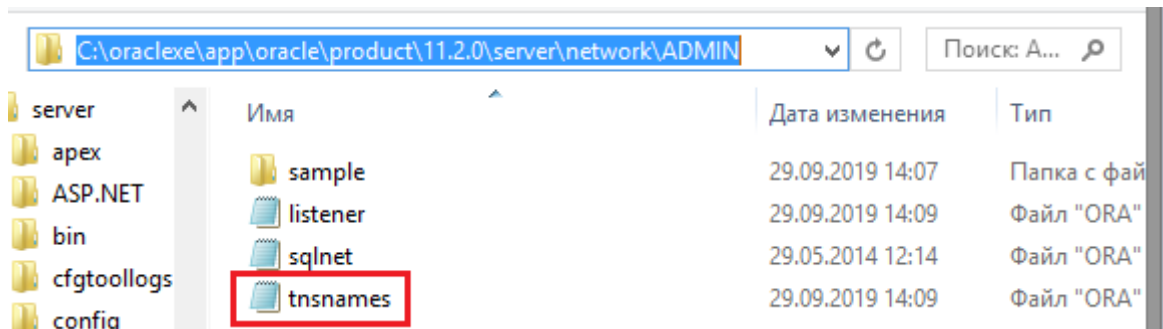 C:\oraclexe\app\oracle\product\11.2.0\server\network\ADMIN Поиск: А...
server Имя Дата изменения Тип
apex
sample 29.09.2019 14:07 Папка с фай
ASP.NET
listener 29.09.2019 14:09 Файл "ORA"
bin
sqlnet 29.05.2014 12:14 Файл "ORA"
cfgtoollogs
tnsnames 29.09.2019 14:09 Файл "ORA"
config